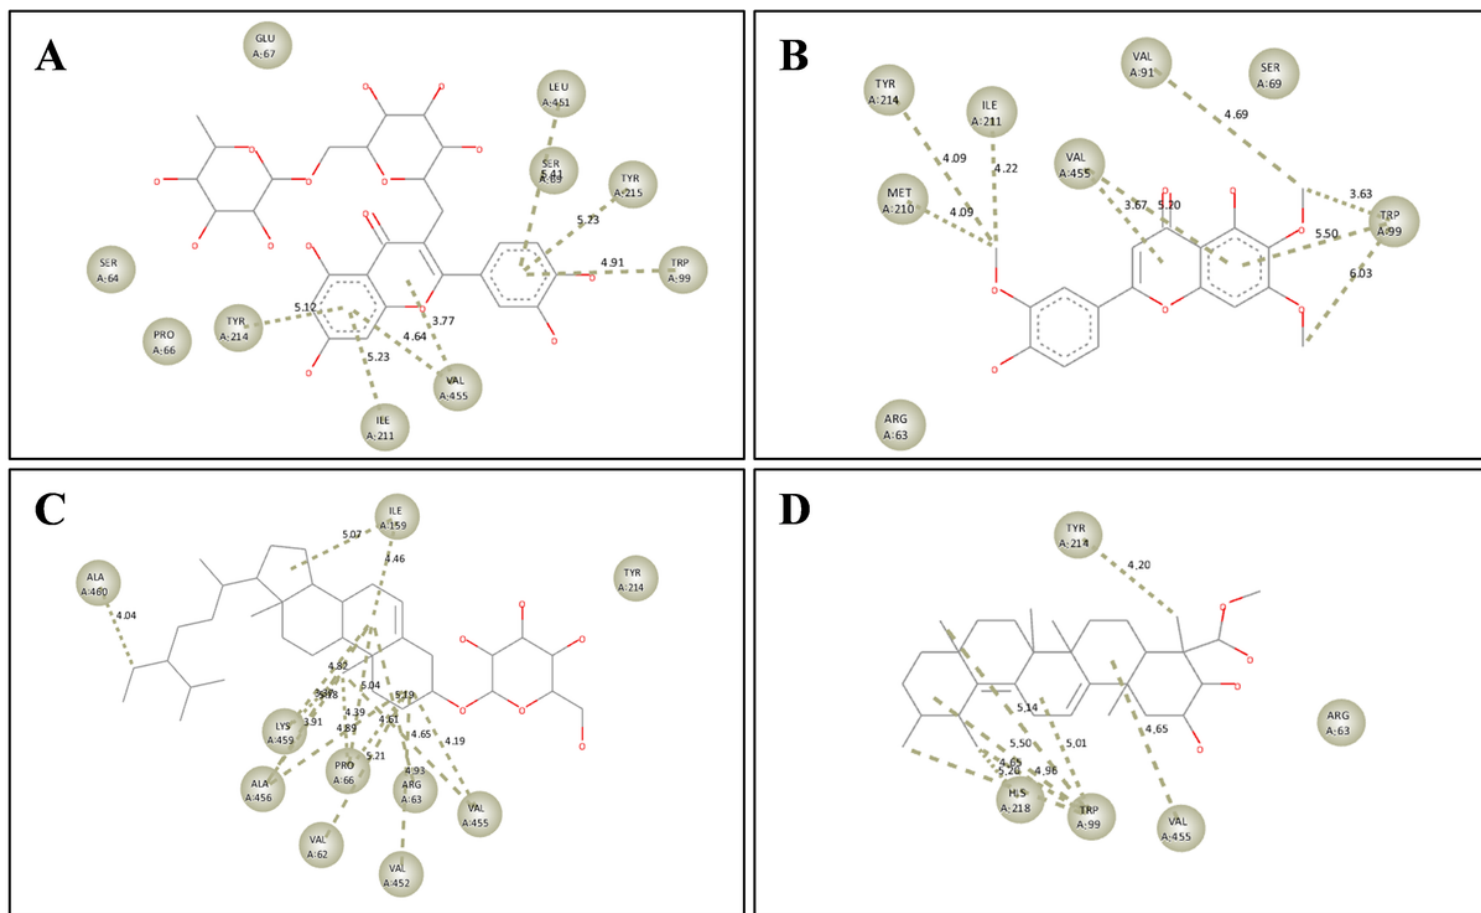 A
GLU
A:67
LEU
A:461
SER
A:69
5.41
TYR
A:215
5.23
SER
A:64
TRP
A:99
4.91
PRO
A:66
TYR
A:214
5.12
3.77
4.64
5.23
VAL
A:455
ILE
A:211
B
VAL
A:91
SER
A:69
TYR
A:214
ILE
A:211
4.69
4.09
4.22
VAL
A:455
MET
A:210
4.09
3.67
5.20
3.63
TRP
A:99
5.50
6.03
ARG
A:63
C
ILE
A:159
5.07
4.46
ALA
A:460
4.04
TYR
A:214
4.82
5.04
5.19
3.91
4.39
4.61
4.89
4.65
4.19
LYS
A:459
5.21
4.93
PRO
A:66
ALA
A:456
ARG
A:63
VAL
A:455
VAL
A:62
VAL
A:452
D
TYR
A:214
4.20
ARG
A:63
5.14
4.65
5.50
5.01
4.65
4.96
5.20
HIS
A:218
TRP
A:99
VAL
A:455